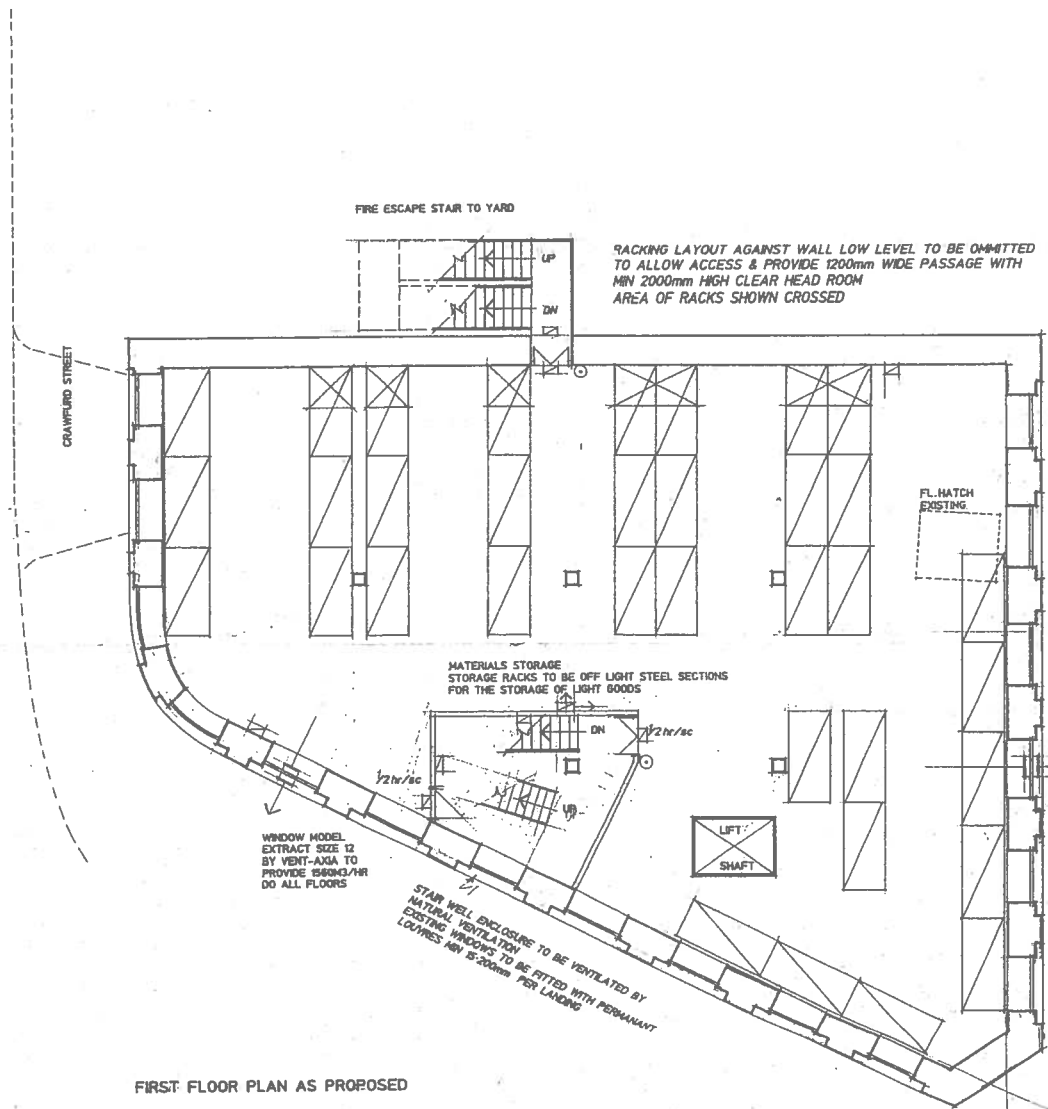 FIRE ESCAPE STAIR TO YARD
UP
DN
RACKING LAYOUT AGAINST WALL LOW LEVEL TO BE OMMITTED
TO ALLOW ACCESS & PROVIDE 1200mm WIDE PASSAGE WITH
MIN 2000mm HIGH CLEAR HEAD ROOM
AREA OF RACKS SHOWN CROSSED
CRAWFURD STREET
FL.HATCH
EXISTING
MATERIALS STORAGE
STORAGE RACKS TO BE OFF LIGHT STEEL SECTIONS
FOR THE STORAGE OF LIGHT GOODS
DN
1/2hr/sc
1/2hr/sc
UP
LIFT
SHAFT
WINDOW MODEL
EXTRACT SIZE 12
BY VENT-AXIA TO
PROVIDE 1560M3/HR
DO ALL FLOORS
STAIR WELL ENCLOSURE TO BE VENTILATED BY
NATURAL VENTILATION
EXISTING WINDOWS TO BE FITTED WITH PERMANANT
LOUVRES MIN 15-200mm PER LANDING
FIRST FLOOR PLAN AS PROPOSED